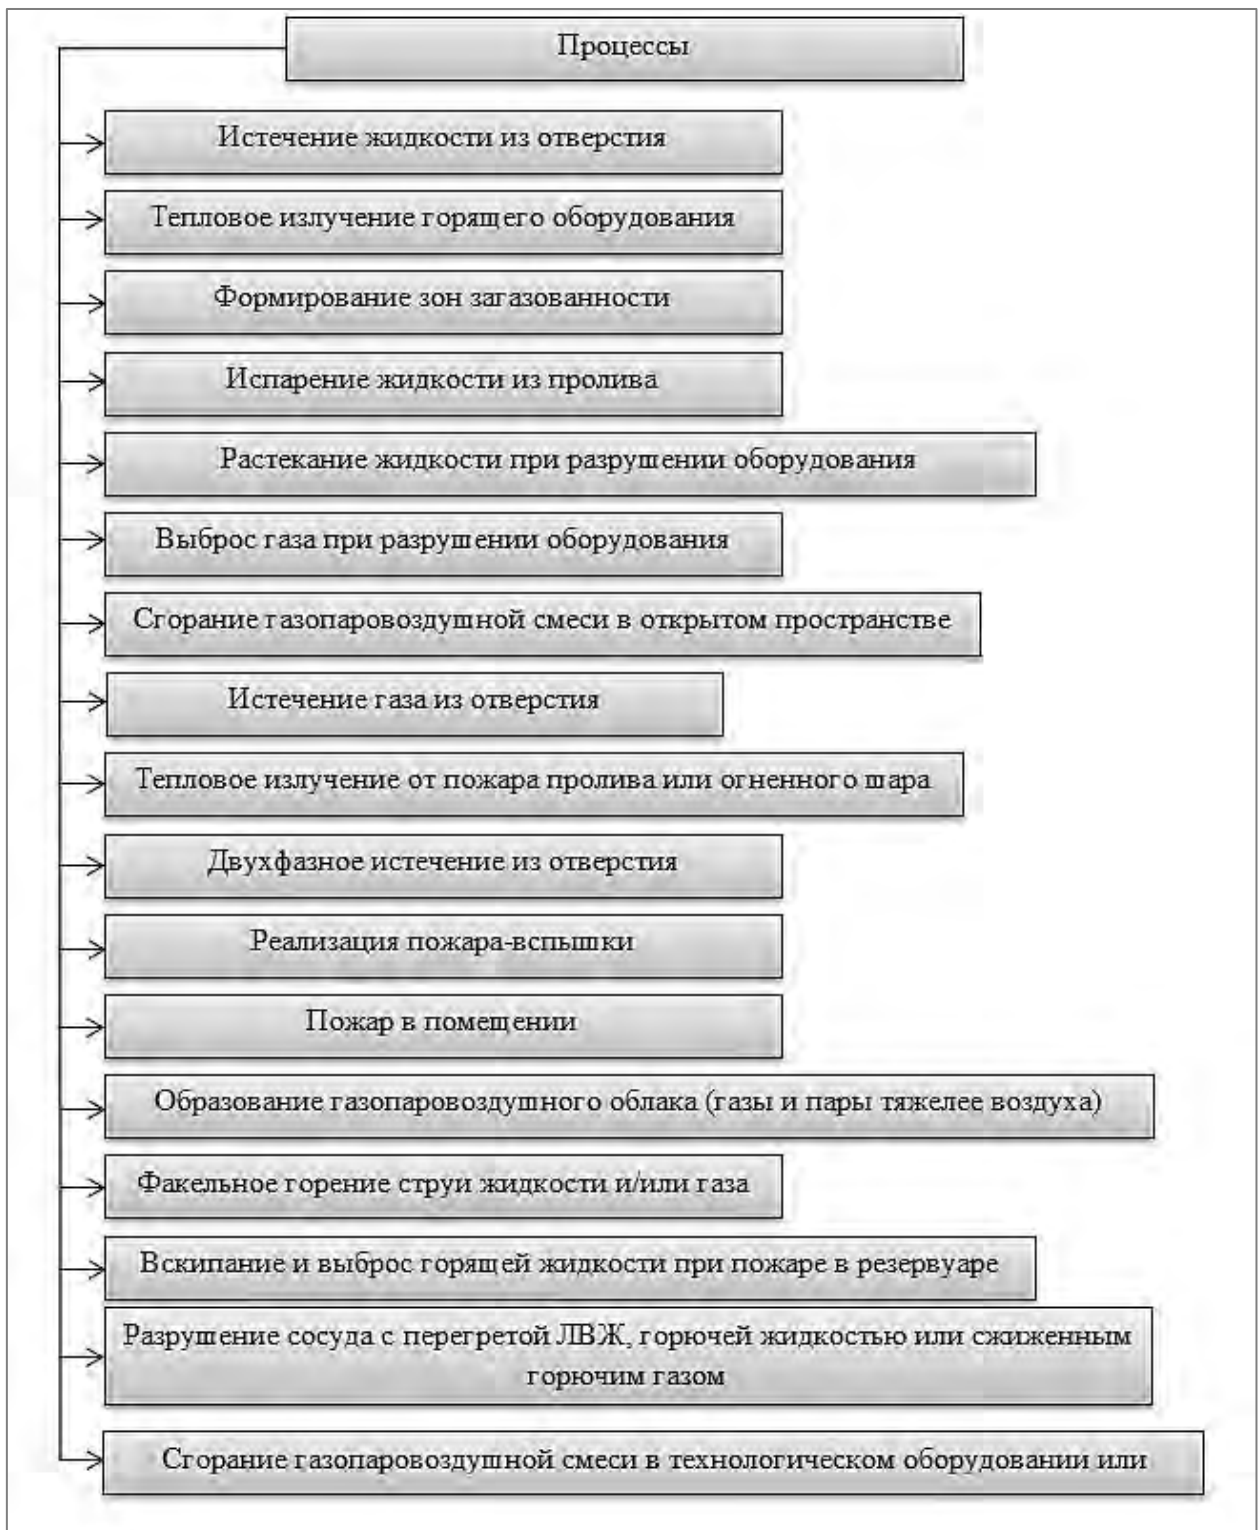 Процессы
Истечение жидкости из отверстия
Тепловое излучение горящего оборудования
Формирование зон загазованности
Испарение жидкости из пролива
Растекание жидкости при разрушении оборудования
Выброс газа при разрушении оборудования
Сгорание газопаровоздушной смеси в открытом пространстве
Истечение газа из отверстия
Тепловое излучение от пожара пролива или огненного шара
Двухфазное истечение из отверстия
Реализация пожара-вспышки
Пожар в помещении
Образование газопаровоздушного облака (газы и пары тяжелее воздуха)
Факельное горение струи жидкости и/или газа
Вскипание и выброс горящей жидкости при пожаре в резервуаре
Разрушение сосуда с перегретой ЛВЖ, горючей жидкостью или сжиженным
горючим газом
Сгорание газопаровоздушной смеси в технологическом оборудовании или